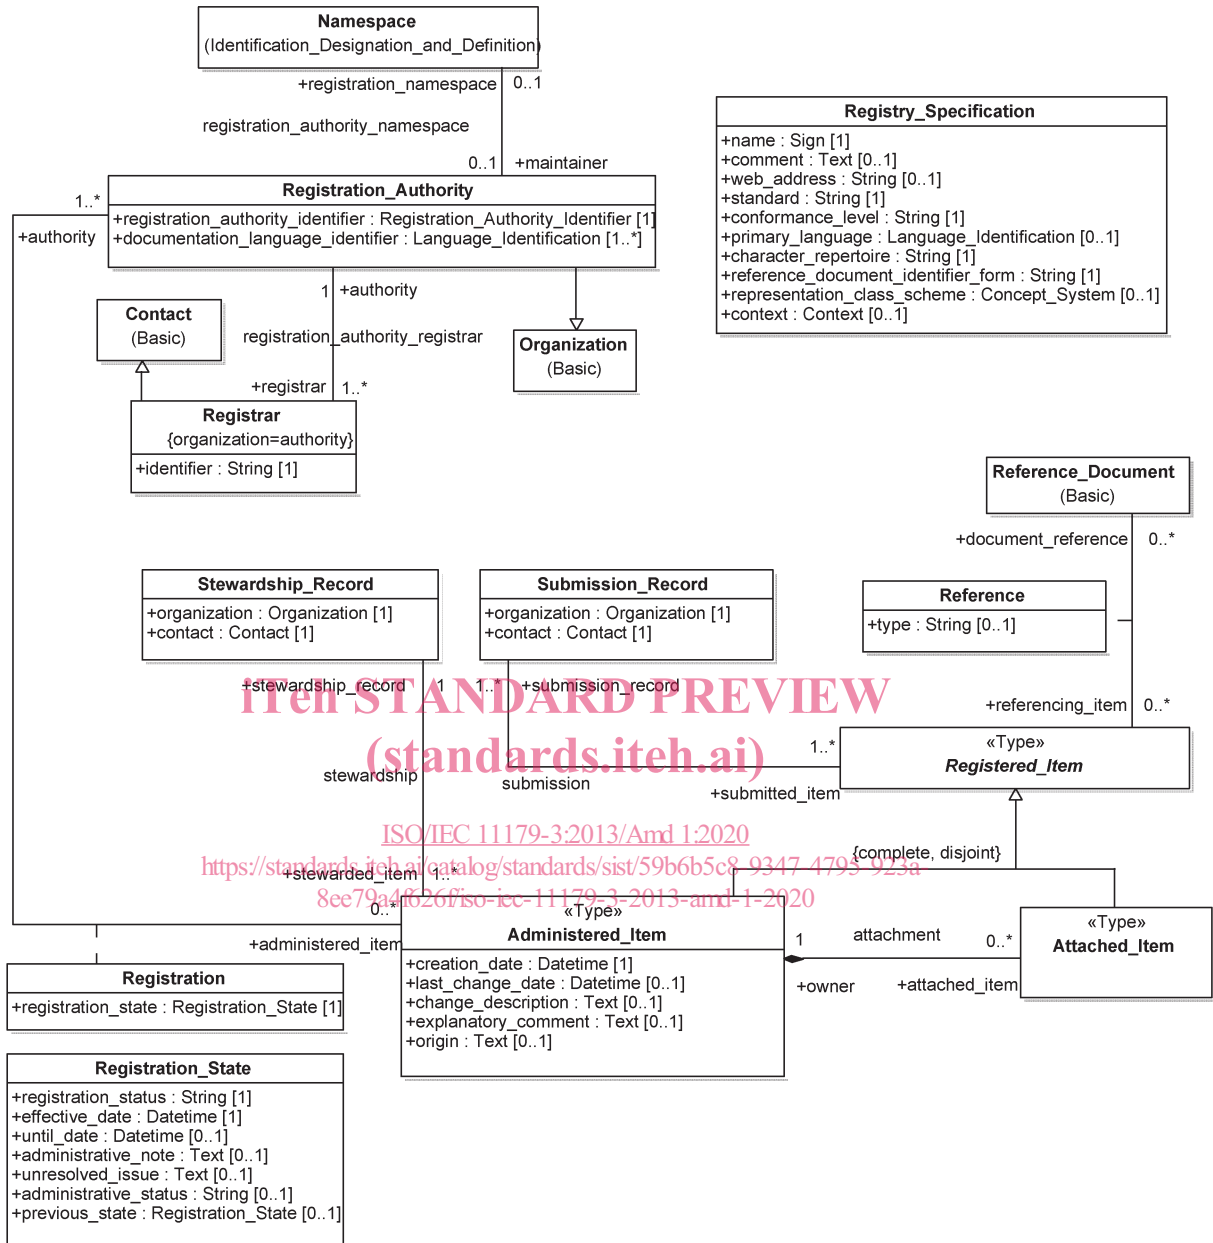 Namespace
(Identification_Designation_and_Definition)
+registration_namespace 0..1
registration_authority_namespace
0..1 +maintainer
Registration_Authority
+registration_authority_identifier : Registration_Authority_Identifier [1]
+documentation_language_identifier : Language_Identification [1..*]
1..*
+authority
1 +authority
registration_authority_registrar
+registrar 1..*
Contact
(Basic)
Organization
(Basic)
Registrar
{organization=authority}
+identifier : String [1]
Registry_Specification
+name : Sign [1]
+comment : Text [0..1]
+web_address : String [0..1]
+standard : String [1]
+conformance_level : String [1]
+primary_language : Language_Identification [0..1]
+character_repertoire : String [1]
+reference_document_identifier_form : String [1]
+representation_class_scheme : Concept_System [0..1]
+context : Context [0..1]
Reference_Document
(Basic)
+document_reference 0..*
Reference
+type : String [0..1]
+referencing_item 0..*
Stewardship_Record
+organization : Organization [1]
+contact : Contact [1]
Submission_Record
+organization : Organization [1]
+contact : Contact [1]
+stewardship_record 1
1..* +submission_record
iTeh STANDARD PREVIEW
(standards.iteh.ai)
stewardship
submission
1..*
+submitted_item
«Type»
Registered_Item
ISO/IEC 11179-3:2013/Amd 1:2020
https://standards.iteh.ai/catalog/standards/sist/59b6b5c8-9347-4795-923a-
8ee79a4f626f/iso-iec-11179-3-2013-amd-1-2020
{complete, disjoint}
+stewarded_item 1..*
0..*
+administered_item
«Type»
Administered_Item
+creation_date : Datetime [1]
+last_change_date : Datetime [0..1]
+change_description : Text [0..1]
+explanatory_comment : Text [0..1]
+origin : Text [0..1]
1 attachment 0..*
+owner +attached_item
«Type»
Attached_Item
Registration
+registration_state : Registration_State [1]
Registration_State
+registration_status : String [1]
+effective_date : Datetime [1]
+until_date : Datetime [0..1]
+administrative_note : Text [0..1]
+unresolved_issue : Text [0..1]
+administrative_status : String [0..1]
+previous_state : Registration_State [0..1]